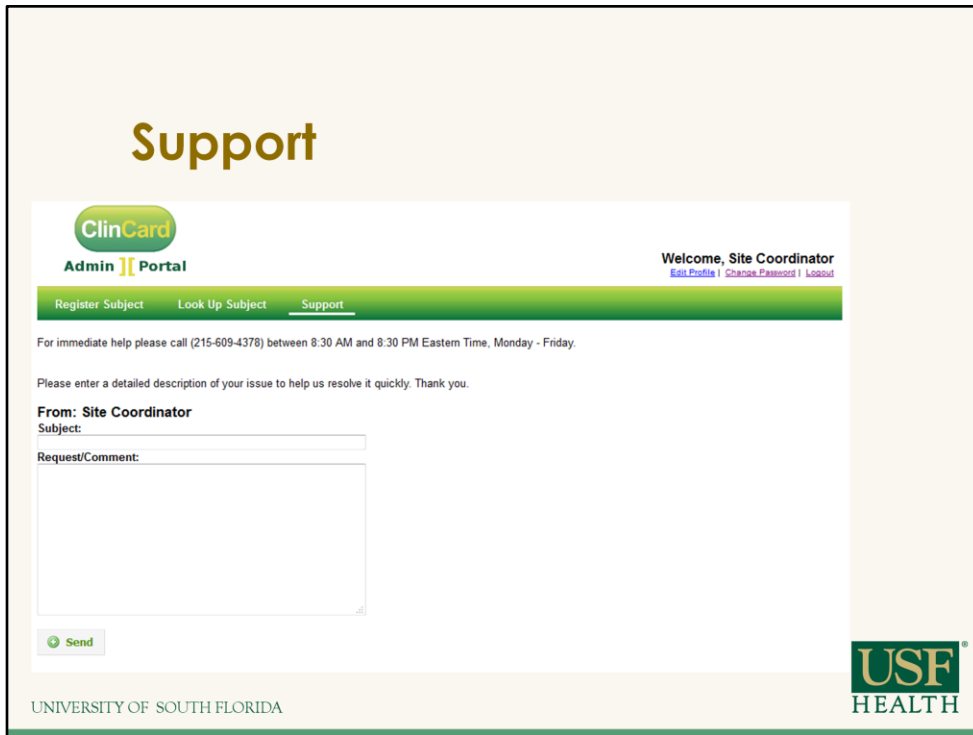 Support
ClinCard
Admin ][ Portal
Welcome, Site Coordinator
Edit Profile | Change Password | Logout
Register Subject Look Up Subject Support
For immediate help please call (215-609-4378) between 8:30 AM and 8:30 PM Eastern Time, Monday - Friday.
Please enter a detailed description of your issue to help us resolve it quickly. Thank you.
From: Site Coordinator
Subject:
Request/Comment:
Send
UNIVERSITY OF SOUTH FLORIDA
USF®
HEALTH